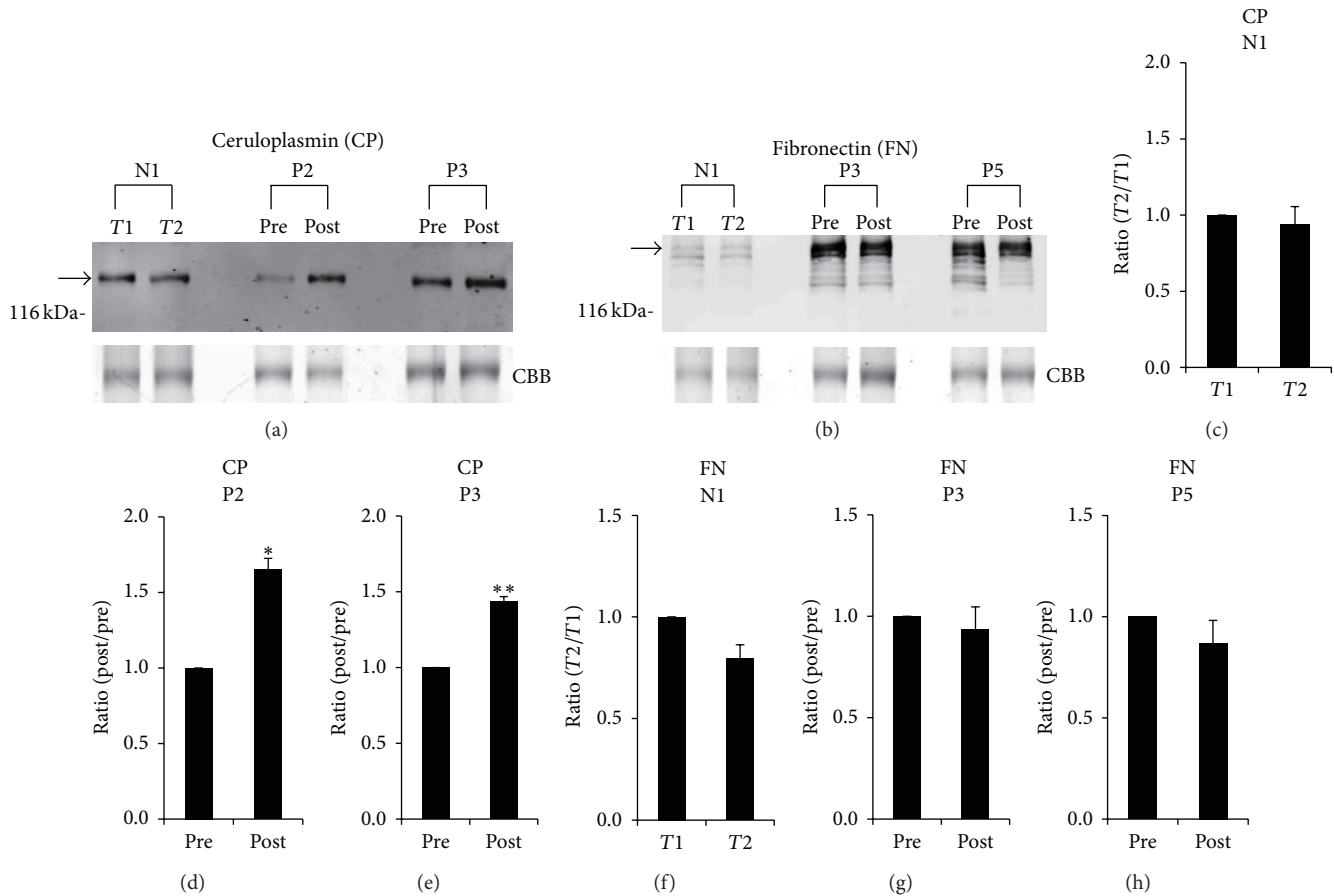 Ceruloplasmin (CP)
N1 P2 P3
T1 T2 Pre Post Pre Post
116 kDa-
CBB
(a)
Fibronectin (FN)
N1 P3 P5
T1 T2 Pre Post Pre Post
116 kDa-
CBB
(b)
CP
N1
2.0
1.5
1.0
0.5
0.0
Ratio (T2/T1)
T1 T2
(c)
CP
P2
2.0
1.5
1.0
0.5
0.0
Ratio (post/pre)
*
Pre Post
(d)
CP
P3
2.0
1.5
1.0
0.5
0.0
Ratio (post/pre)
**
Pre Post
(e)
FN
N1
1.5
1.0
0.5
0.0
Ratio (T2/T1)
T1 T2
(f)
FN
P3
1.5
1.0
0.5
0.0
Ratio (post/pre)
Pre Post
(g)
FN
P5
1.5
1.0
0.5
0.0
Ratio (post/pre)
Pre Post
(h)